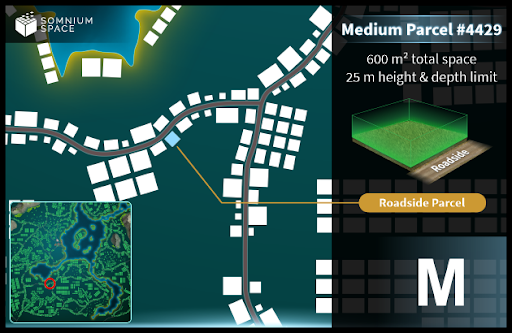 SOMNIUM
SPACE
Medium Parcel #4429
600 m² total space
25 m height & depth limit
Roadside
Roadside Parcel
M